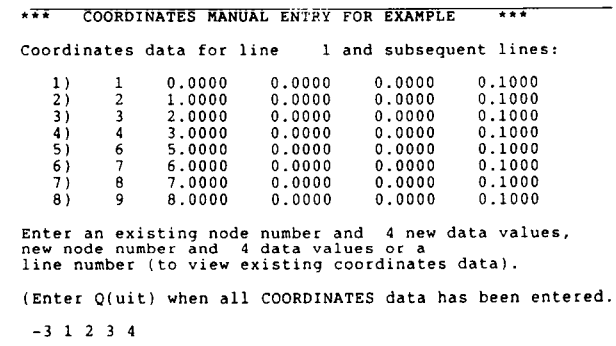 *** COORDINATES MANUAL ENTRY FOR EXAMPLE ***
Coordinates data for line 1 and subsequent lines:
1) 1 0.0000 0.0000 0.0000 0.1000
2) 2 1.0000 0.0000 0.0000 0.1000
3) 3 2.0000 0.0000 0.0000 0.1000
4) 4 3.0000 0.0000 0.0000 0.1000
5) 6 5.0000 0.0000 0.0000 0.1000
6) 7 6.0000 0.0000 0.0000 0.1000
7) 8 7.0000 0.0000 0.0000 0.1000
8) 9 8.0000 0.0000 0.0000 0.1000
Enter an existing node number and 4 new data values,
new node number and 4 data values or a
line number (to view existing coordinates data).
(Enter Q(uit) when all COORDINATES data has been entered.
-3 1 2 3 4